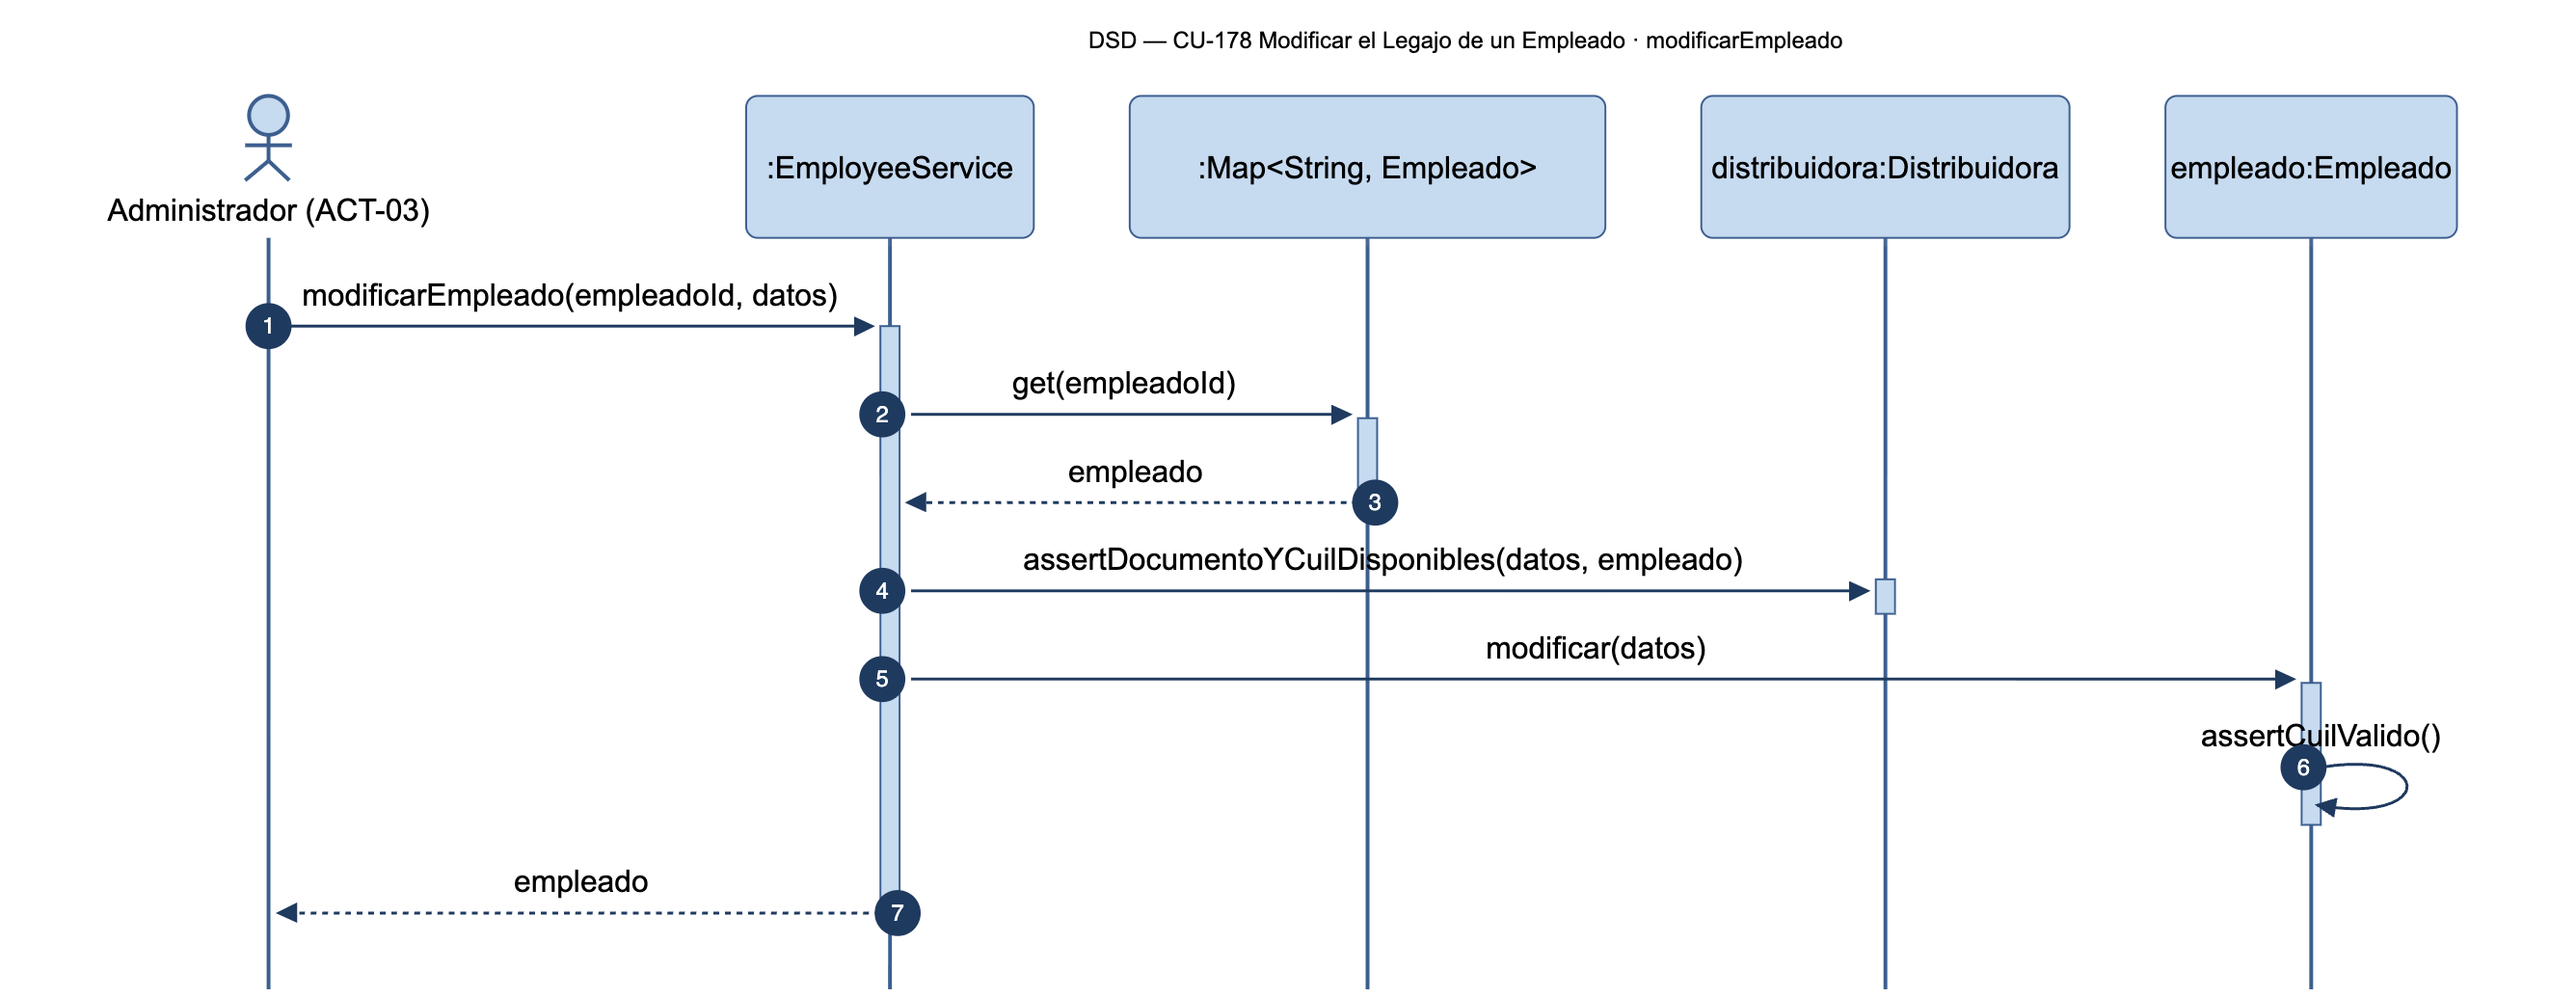 DSD — CU-178 Modificar el Legajo de un Empleado · modificarEmpleado
Administrador (ACT-03)
:EmployeeService
:Map<String, Empleado>
distribuidora:Distribuidora
empleado:Empleado
modificarEmpleado(empleadoId, datos)
1
get(empleadoId)
2
empleado
3
assertDocumentoYCuilDisponibles(datos, empleado)
4
modificar(datos)
5
assertCuilValido()
6
empleado
7